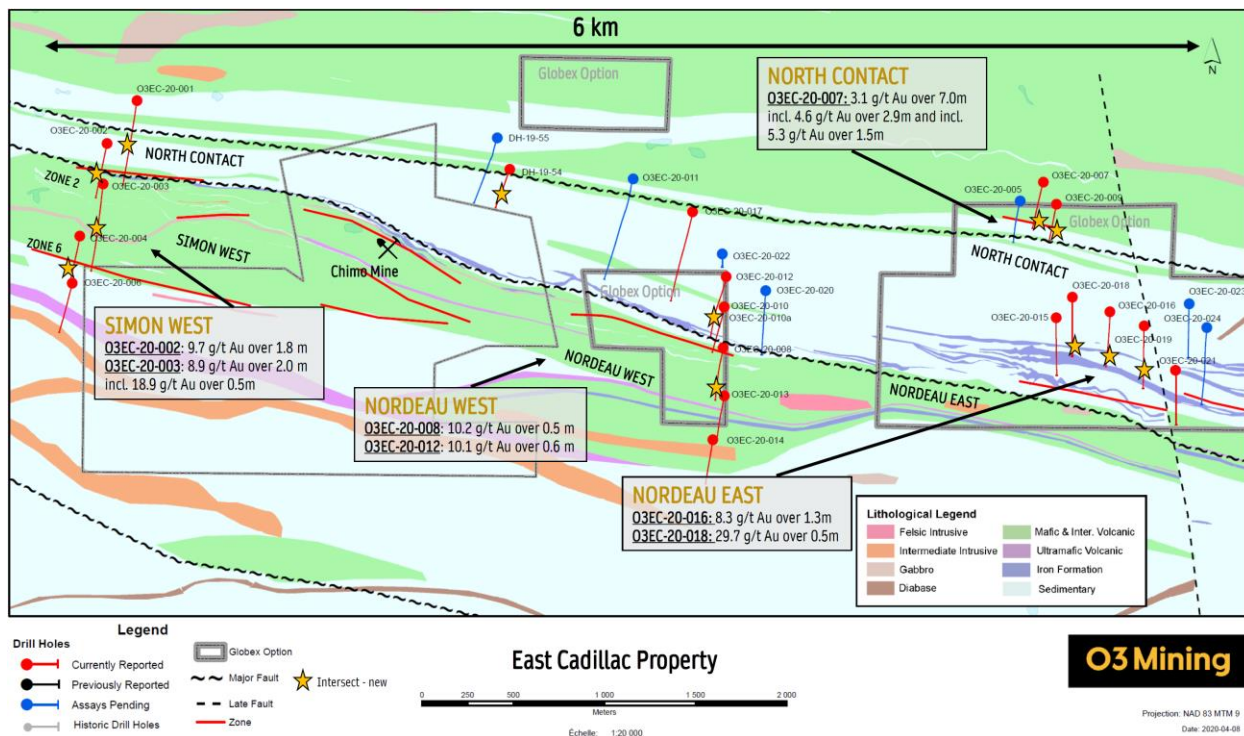 6 km
N
O3EC-20-001
O3EC-20-002
NORTH CONTACT
ZONE 2
O3EC-20-003
O3EC-20-004
ZONE 6
O3EC-20-006
SIMON WEST
Chimo Mine
Globex Option
DH-19-55
DH-19-54
O3EC-20-011
O3EC-20-017
NORTH CONTACT
O3EC-20-007: 3.1 g/t Au over 7.0m
incl. 4.6 g/t Au over 2.9m and incl.
5.3 g/t Au over 1.5m
O3EC-20-007
O3EC-20-005
O3EC-20-009
Globex Option
NORTH CONTACT
O3EC-20-022
O3EC-20-012
Globex Option
O3EC-20-020
O3EC-20-010
O3EC-20-010a
O3EC-20-008
O3EC-20-013
O3EC-20-014
NORDEAU WEST
O3EC-20-018
O3EC-20-016
O3EC-20-015
O3EC-20-019
O3EC-20-023
O3EC-20-024
O3EC-20-021
NORDEAU EAST
SIMON WEST
O3EC-20-002: 9.7 g/t Au over 1.8 m
O3EC-20-003: 8.9 g/t Au over 2.0 m
incl. 18.9 g/t Au over 0.5m
NORDEAU WEST
O3EC-20-008: 10.2 g/t Au over 0.5 m
O3EC-20-012: 10.1 g/t Au over 0.6 m
NORDEAU EAST
O3EC-20-016: 8.3 g/t Au over 1.3m
O3EC-20-018: 29.7 g/t Au over 0.5m
Lithological Legend
Felsic Intrusive
Intermediate Intrusive
Gabbro
Diabase
Mafic & Inter. Volcanic
Ultramafic Volcanic
Iron Formation
Sedimentary
Legend
Drill Holes
Currently Reported
Previously Reported
Assays Pending
Historic Drill Holes
Globex Option
Major Fault
Late Fault
Zone
Intersect - new
East Cadillac Property
0 250 500 1 000 1 500 2 000
Meters
Échelle: 1:20 000
O3 Mining
Projection: NAD 83 MTM 9
Date: 2020-04-08